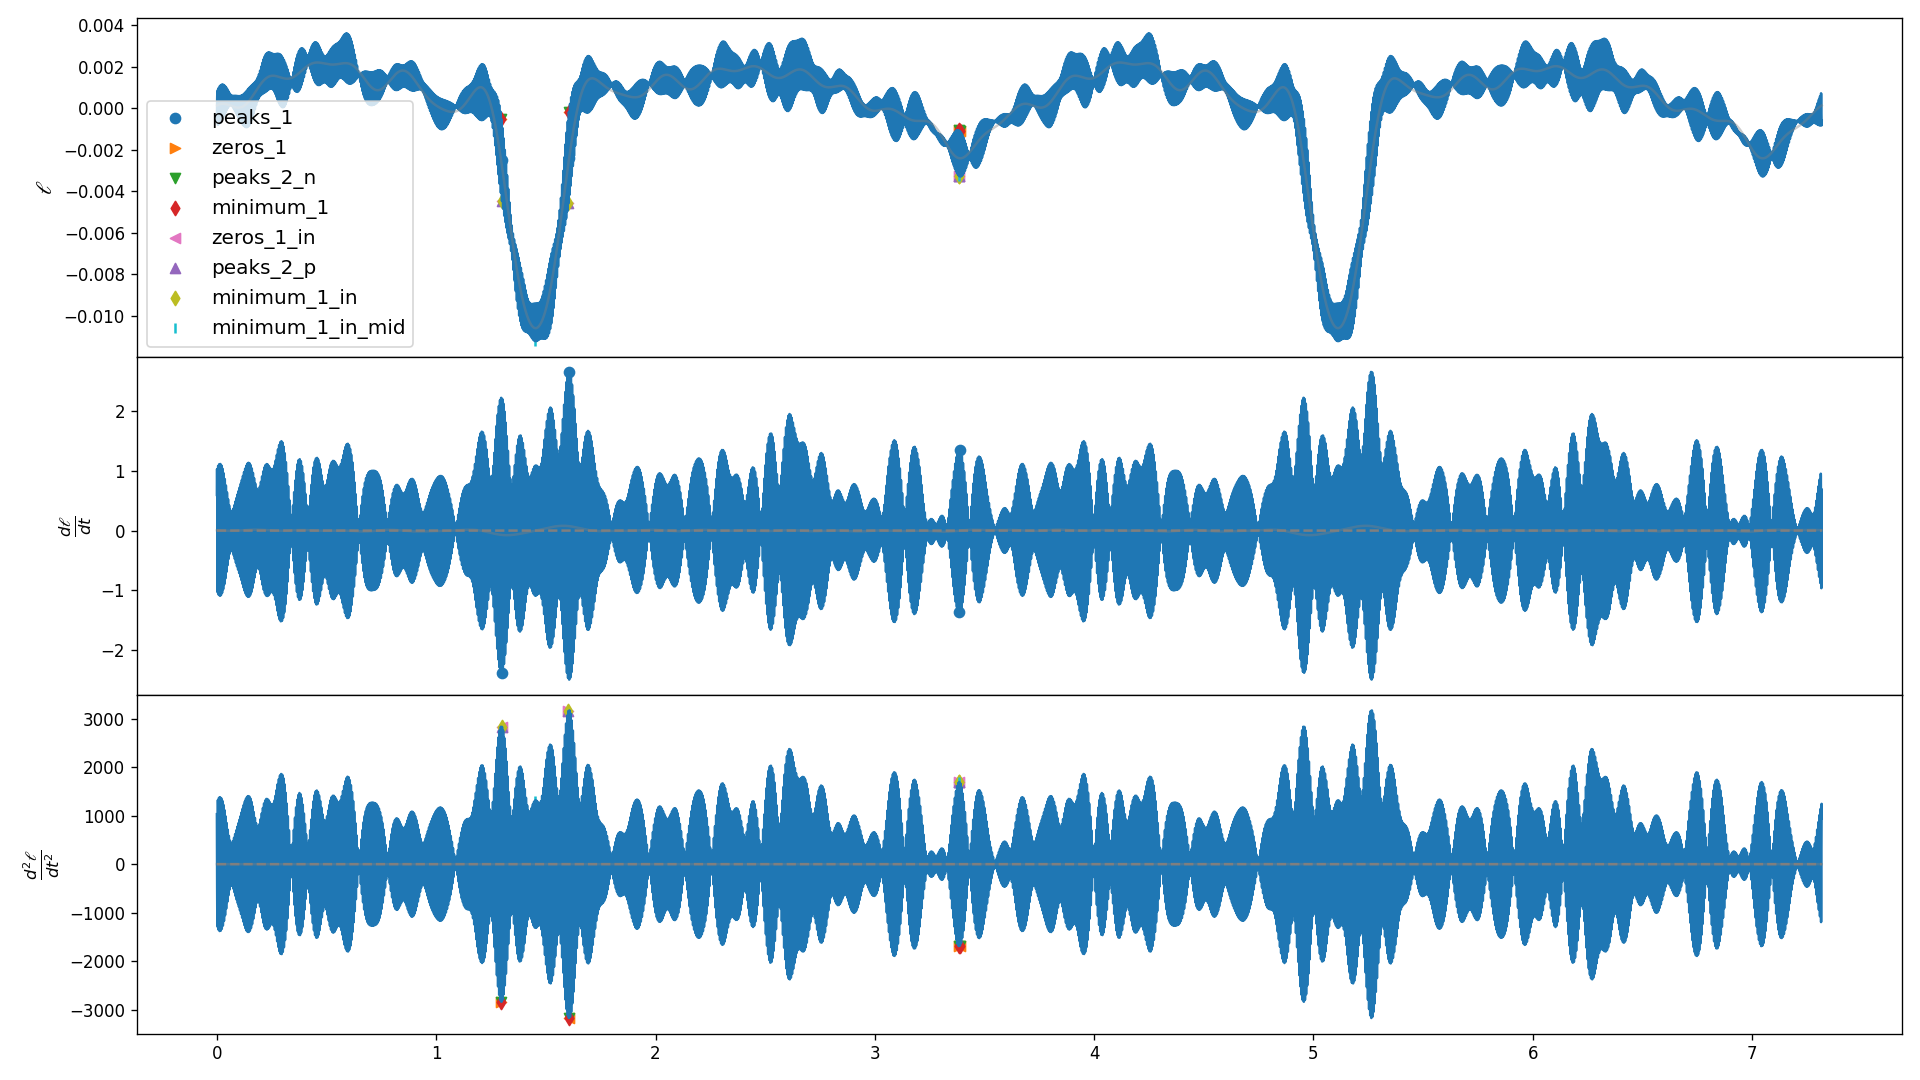 0.004
0.002
0.000
−0.002
−0.004
−0.006
−0.008
−0.010
ℓ
peaks_1
zeros_1
peaks_2_n
minimum_1
zeros_1_in
peaks_2_p
minimum_1_in
minimum_1_in_mid
2
1
0
−1
−2
dℓ
dt
3000
2000
1000
0
−1000
−2000
−3000
d²ℓ
dt²
0 1 2 3 4 5 6 7